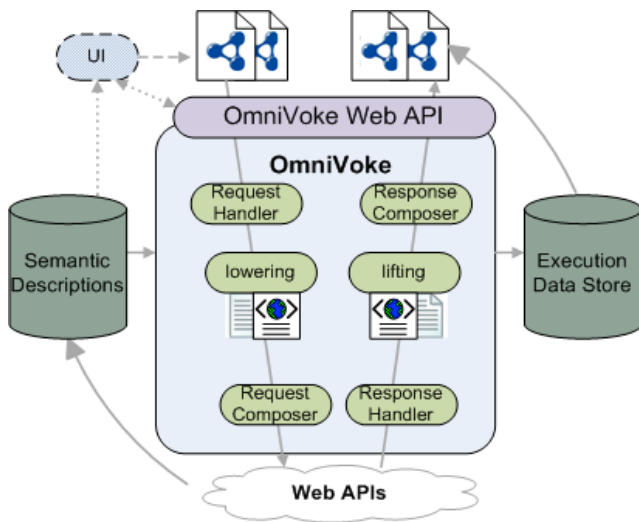 UI
OmniVoke Web API
OmniVoke
Request
Handler
Response
Composer
Semantic
Descriptions
lowering
lifting
Execution
Data Store
Request
Composer
Response
Handler
Web APIs